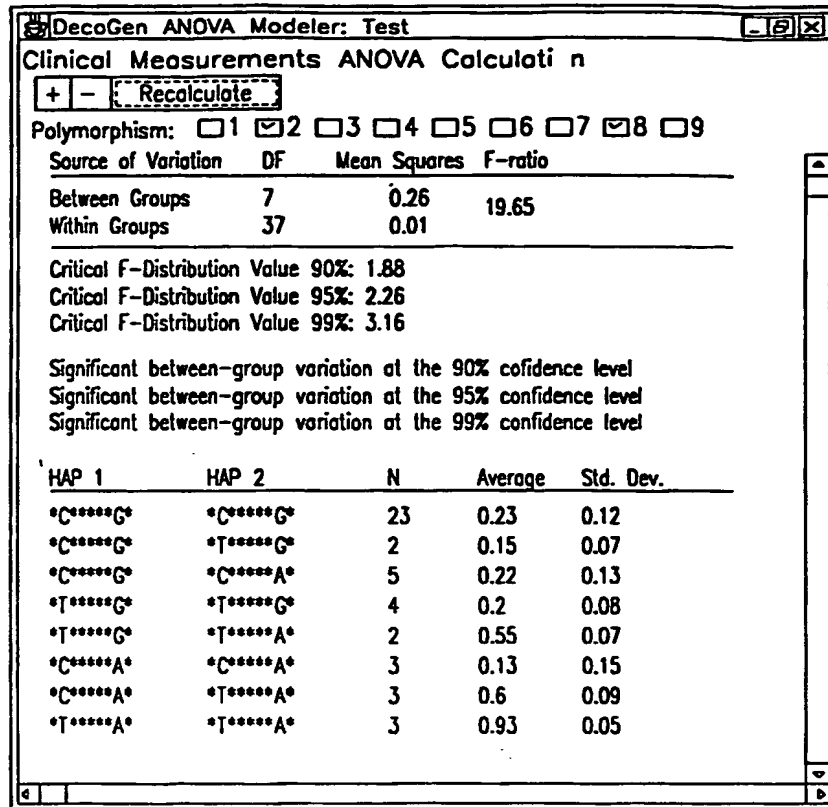 DecoGen ANOVA Modeler: Test
Clinical Measurements ANOVA Calculati n
+ - Recalculate
Polymorphism: 1 2 3 4 5 6 7 8 9
Source of Variation DF Mean Squares F-ratio
Between Groups 7 0.26 19.65
Within Groups 37 0.01
Critical F-Distribution Value 90%: 1.88
Critical F-Distribution Value 95%: 2.26
Critical F-Distribution Value 99%: 3.16
Significant between-group variation at the 90% cofidence level
Significant between-group variation at the 95% confidence level
Significant between-group variation at the 99% confidence level
HAP 1 HAP 2 N Average Std. Dev.
*C*****G* *C*****G* 23 0.23 0.12
*C*****G* *T*****G* 2 0.15 0.07
*C*****G* *C*****A* 5 0.22 0.13
*T*****G* *T*****G* 4 0.2 0.08
*T*****G* *T*****A* 2 0.55 0.07
*C*****A* *C*****A* 3 0.13 0.15
*C*****A* *T*****A* 3 0.6 0.09
*T*****A* *T*****A* 3 0.93 0.05